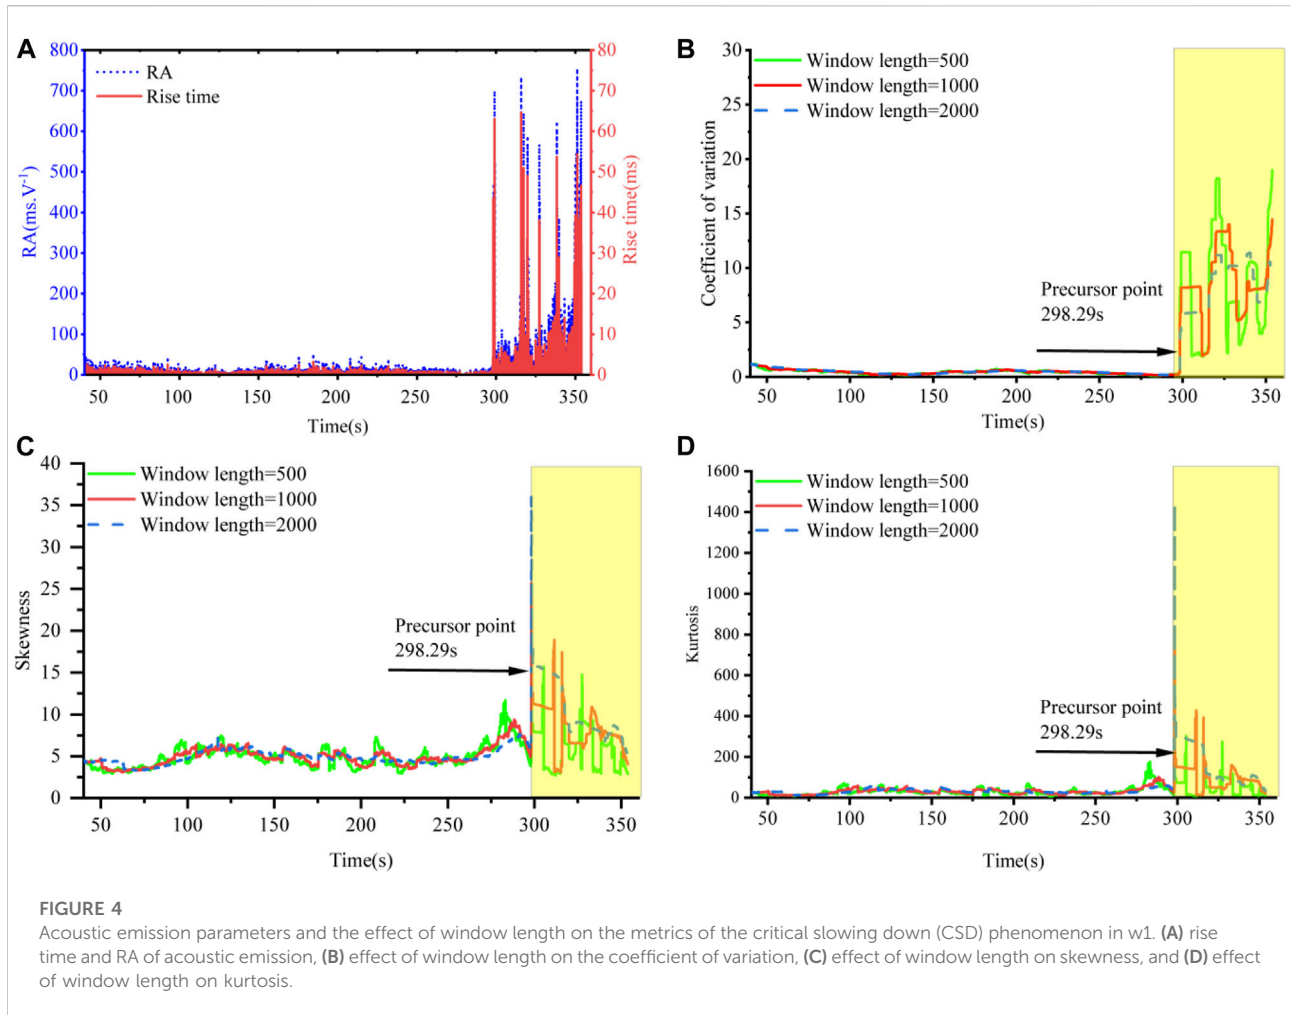 A
800
700
600
500
400
300
200
100
0
RA(ms.V-1)
RA
Rise time
80
70
60
50
40
30
20
10
0
Rise time(ms)
50 100 150 200 250 300 350
Time(s)
B
30
25
20
15
10
5
0
Coefficient of variation
Window length=500
Window length=1000
Window length=2000
Precursor point
298.29s
50 100 150 200 250 300 350
Time(s)
C
40
35
30
25
20
15
10
5
0
Skewness
Window length=500
Window length=1000
Window length=2000
Precursor point
298.29s
50 100 150 200 250 300 350
Time(s)
D
1600
1400
1200
1000
800
600
400
200
0
Kurtosis
Window length=500
Window length=1000
Window length=2000
Precursor point
298.29s
50 100 150 200 250 300 350
Time(s)
FIGURE 4
Acoustic emission parameters and the effect of window length on the metrics of the critical slowing down (CSD) phenomenon in w1. (A) rise
time and RA of acoustic emission, (B) effect of window length on the coefficient of variation, (C) effect of window length on skewness, and (D) effect
of window length on kurtosis.